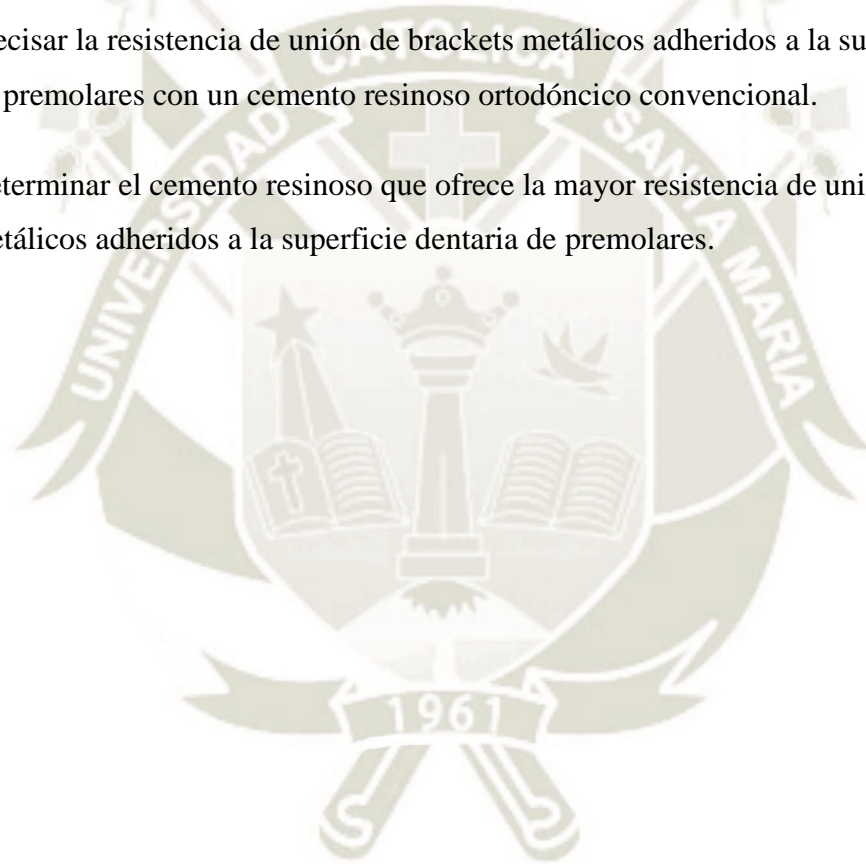 ecisar la resistencia de unión de brackets metálicos adheridos a la su
premolares con un cemento resinoso ortodóncico convencional.
eterminar el cemento resinoso que ofrece la mayor resistencia de uni
etálicos adheridos a la superficie dentaria de premolares.
UNIVERSIDAD CATOLICA SANTA MARIA
1961